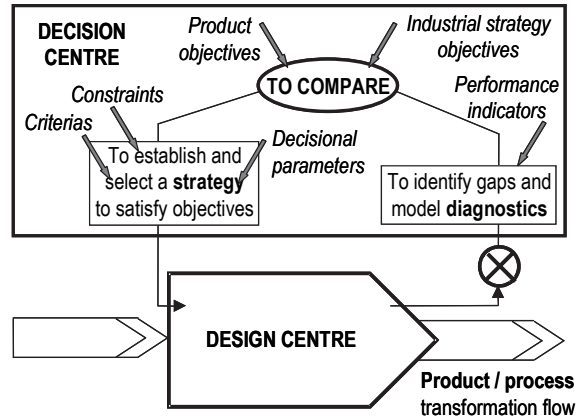 DECISION
CENTRE
Product
objectives
Industrial strategy
objectives
TO COMPARE
Constraints
Criterias
Decisional
parameters
Performance
indicators
To establish and
select a strategy
to satisfy objectives
To identify gaps and
model diagnostics
DESIGN CENTRE
Product / process
transformation flow